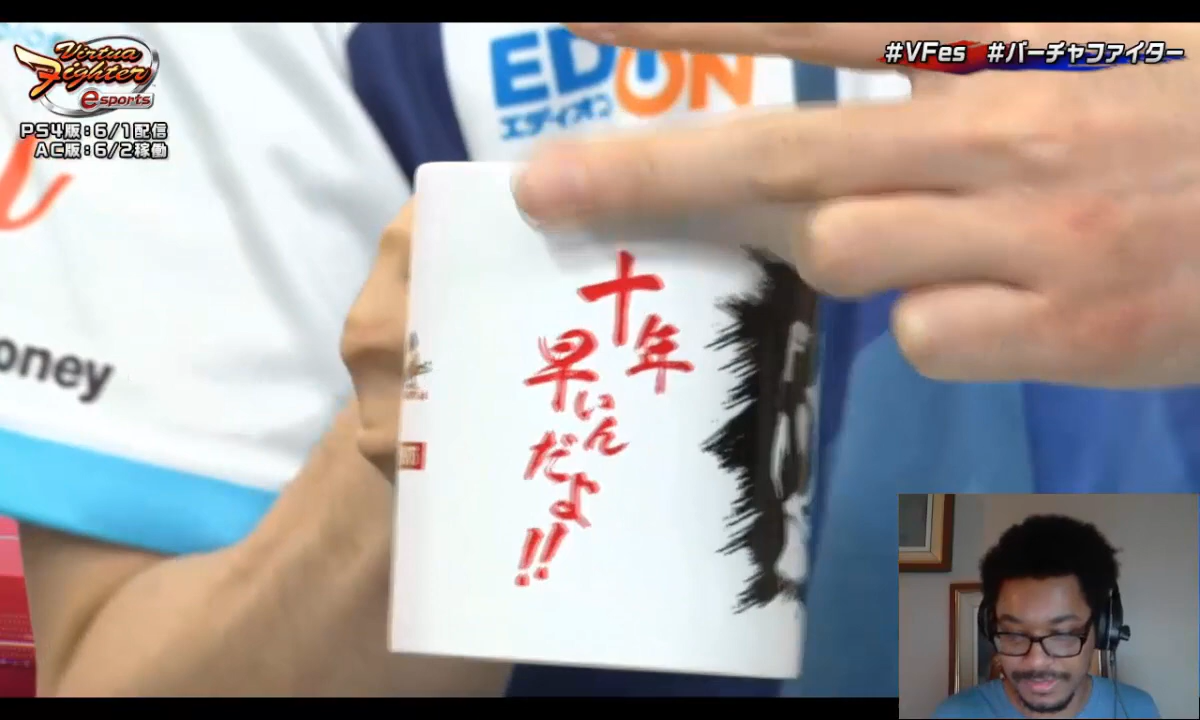 Virtua
Fighter
esports
PS4版:6/1配信
AC版:6/2稼働
#VFes #バーチャファイター
EDION
エディオン
oney
十年
早いんだよ!!